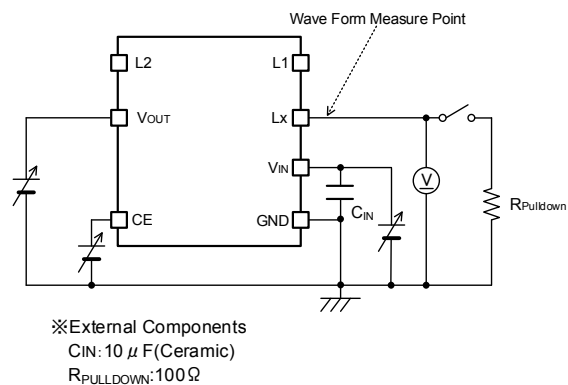 Wave Form Measure Point
L2
L1
VOUT
Lx
VIN
V
RPulldown
CIN
CE
GND
※External Components
CIN: 10 μ F(Ceramic)
RPULLDOWN:100Ω